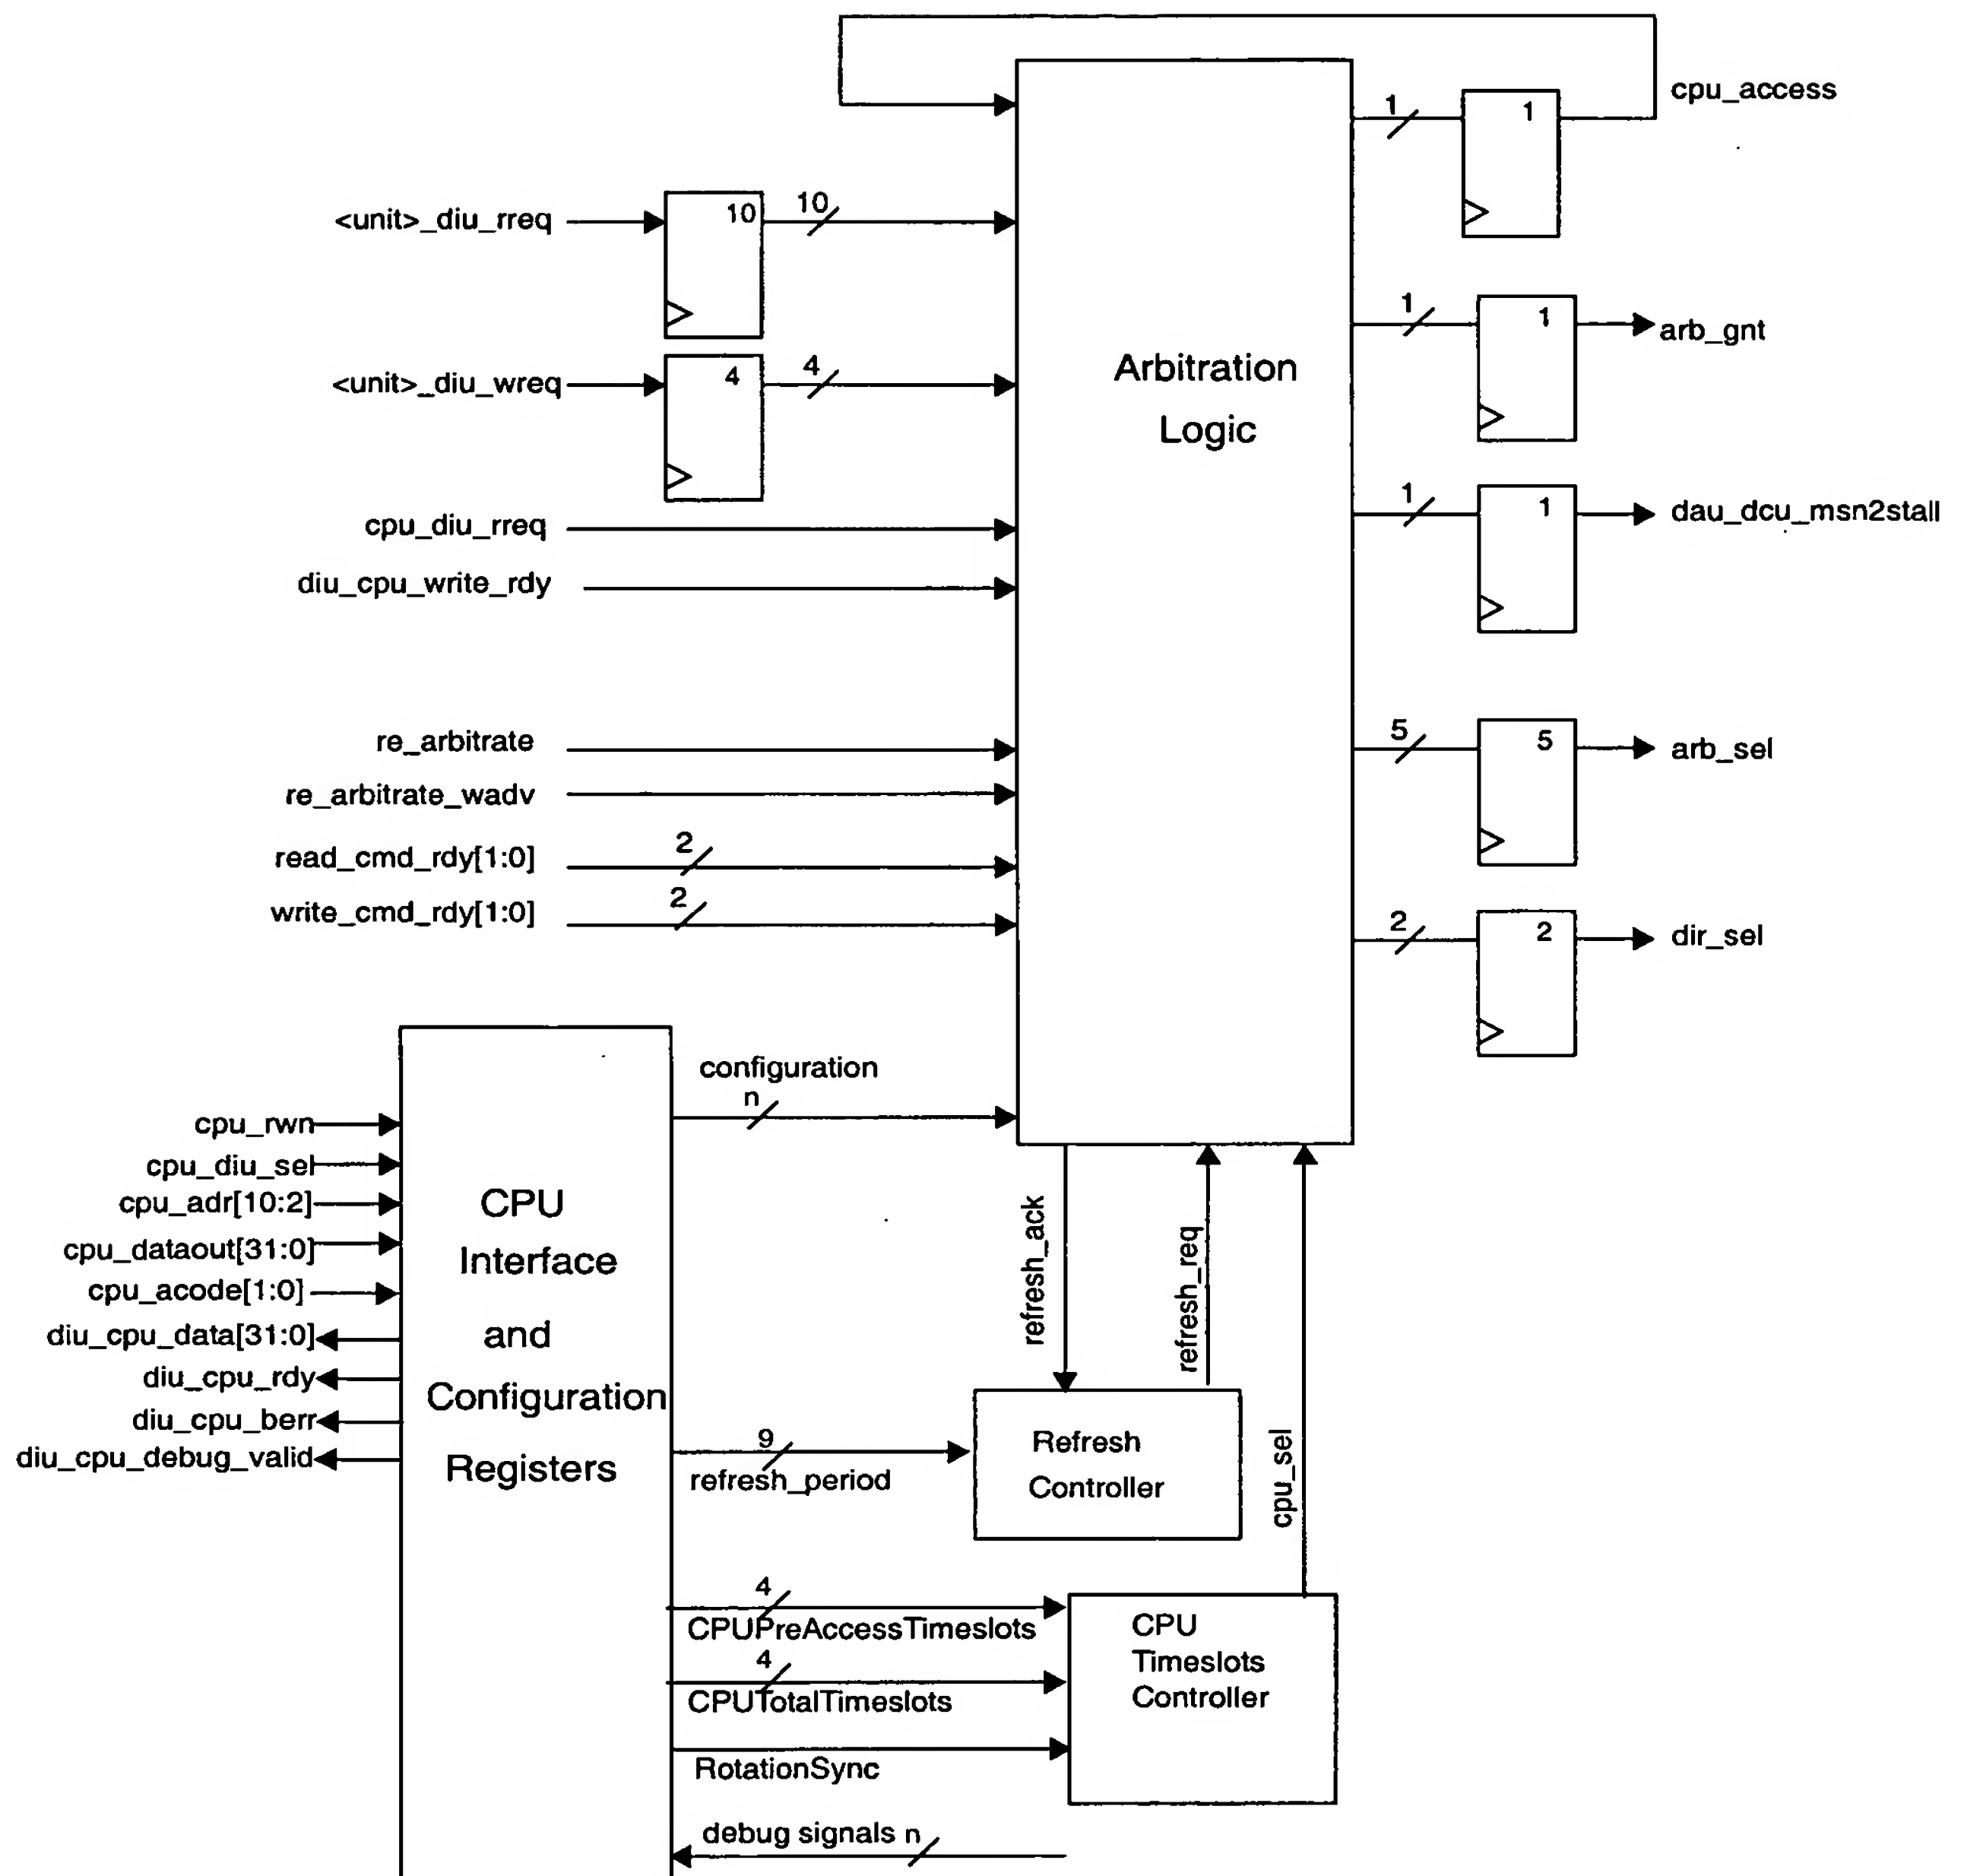 cpu_access
1
1
<unit>_diu_rreq
10
10
1
1
arb_gnt
<unit>_diu_wreq
4
4
Arbitration
Logic
1
1
dau_dcu_msn2stall
cpu_diu_rreq
diu_cpu_write_rdy
re_arbitrate
5
5
arb_sel
re_arbitrate_wadv
read_cmd_rdy[1:0]
2
write_cmd_rdy[1:0]
2
2
2
dir_sel
configuration
n
cpu_rwn
cpu_diu_sel
cpu_adr[10:2]
cpu_dataout[31:0]
cpu_acode[1:0]
diu_cpu_data[31:0]
diu_cpu_rdy
diu_cpu_berr
diu_cpu_debug_valid
CPU
Interface
and
Configuration
Registers
refresh_ack
refresh_req
cpu_sel
9
refresh_period
Refresh
Controller
4
CPUPreAccessTimeslots
4
CPUTotalTimeslots
RotationSync
CPU
Timeslots
Controller
debug signals n